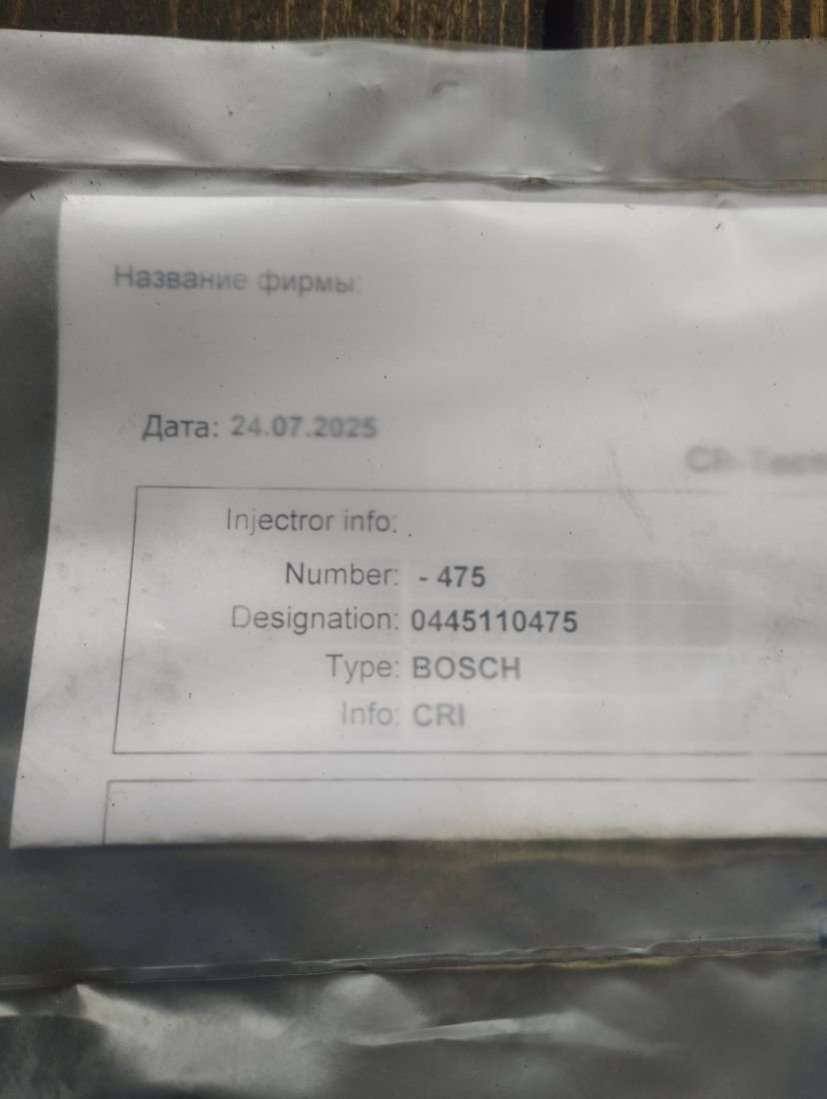 Название фирмы:
Дата: 24.07.2025
Injectror info:
Number: - 475
Designation: 0445110475
Type: BOSCH
Info: CRI